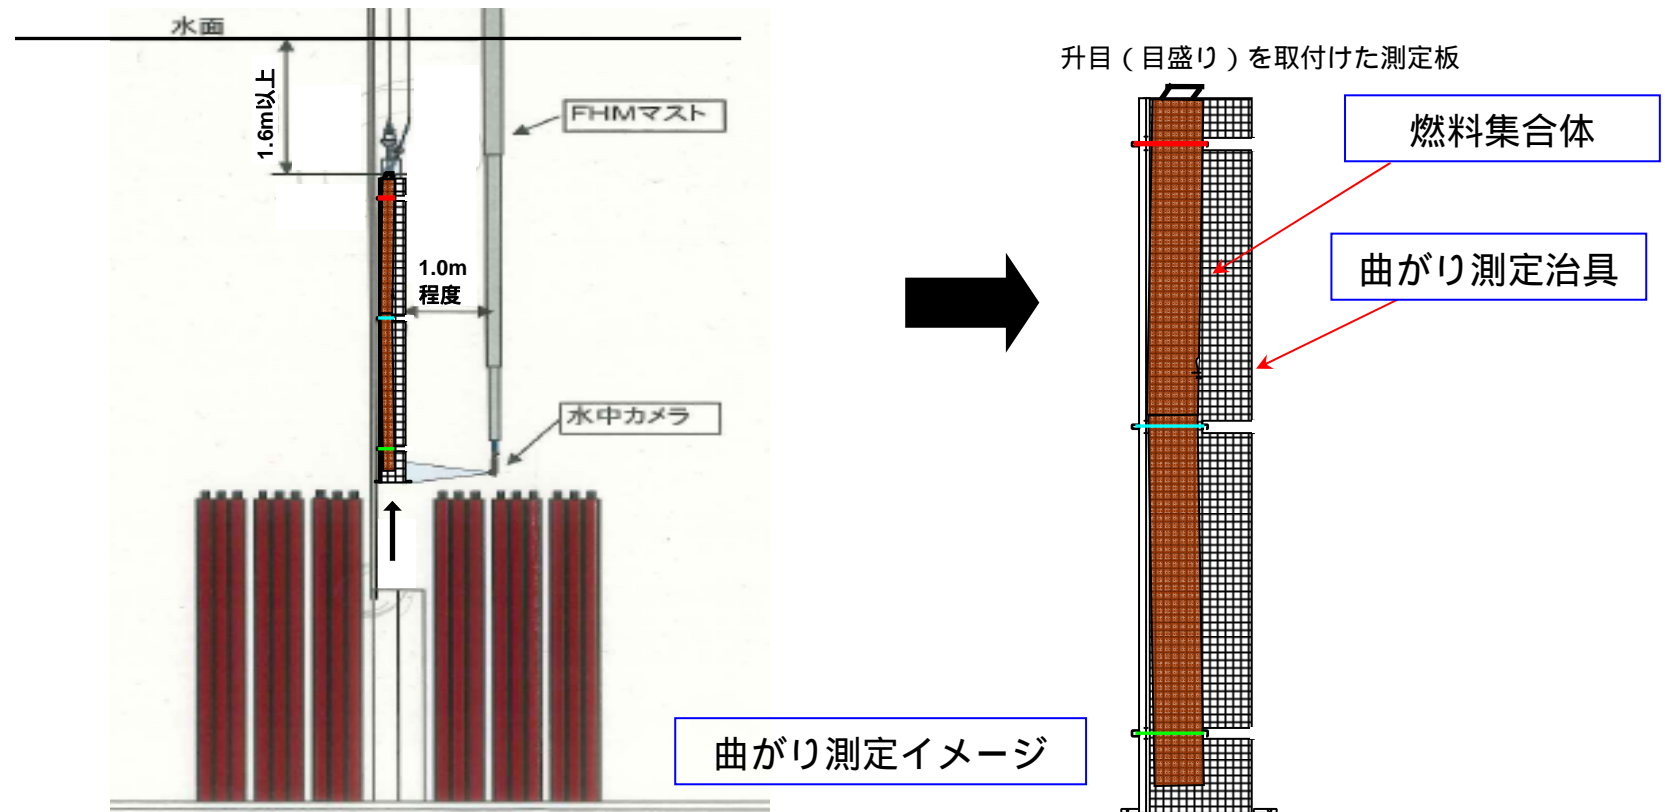 水面
1.6m以上
FHMマスト
1.0m
程度
水中カメラ
升目（目盛り）を取付けた測定板
燃料集合体
曲がり測定治具
曲がり測定イメージ